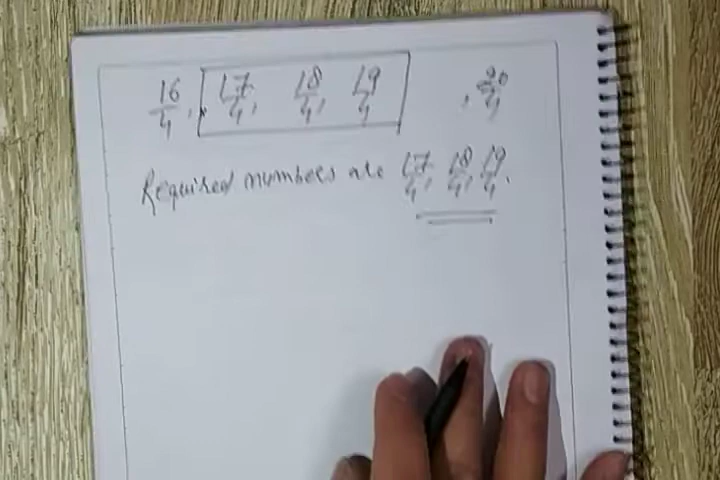 16/4, 17/4, 18/4, 19/4 , 20/4
Required numbers are 17/4, 18/4, 19/4.